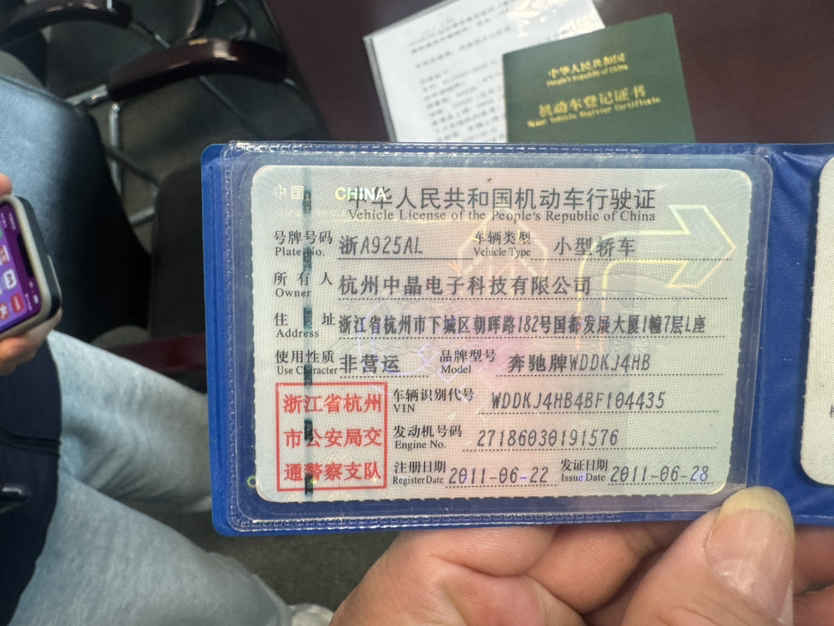 中华人民共和国
People's Republic of China
机动车登记证书
Motor Vehicle Register Certificate
中国 CHINA
中华人民共和国机动车行驶证
Vehicle License of the People's Republic of China
号牌号码 浙A925AL 车辆类型 小型轿车
Plate No. Vehicle Type
所有人 杭州中晶电子科技有限公司
Owner
住址 浙江省杭州市下城区朝晖路182号国都发展大厦1幢7层L座
Address
使用性质 非营运 品牌型号 奔驰牌WDDKJ4HB
Use Character Model
浙江省杭州
市公安局交
通警察支队
车辆识别代号 WDDKJ4HB4BF104435
VIN
发动机号码 27186030191576
Engine No.
注册日期 2011-06-22 发证日期 2011-06-28
Register Date Issue Date